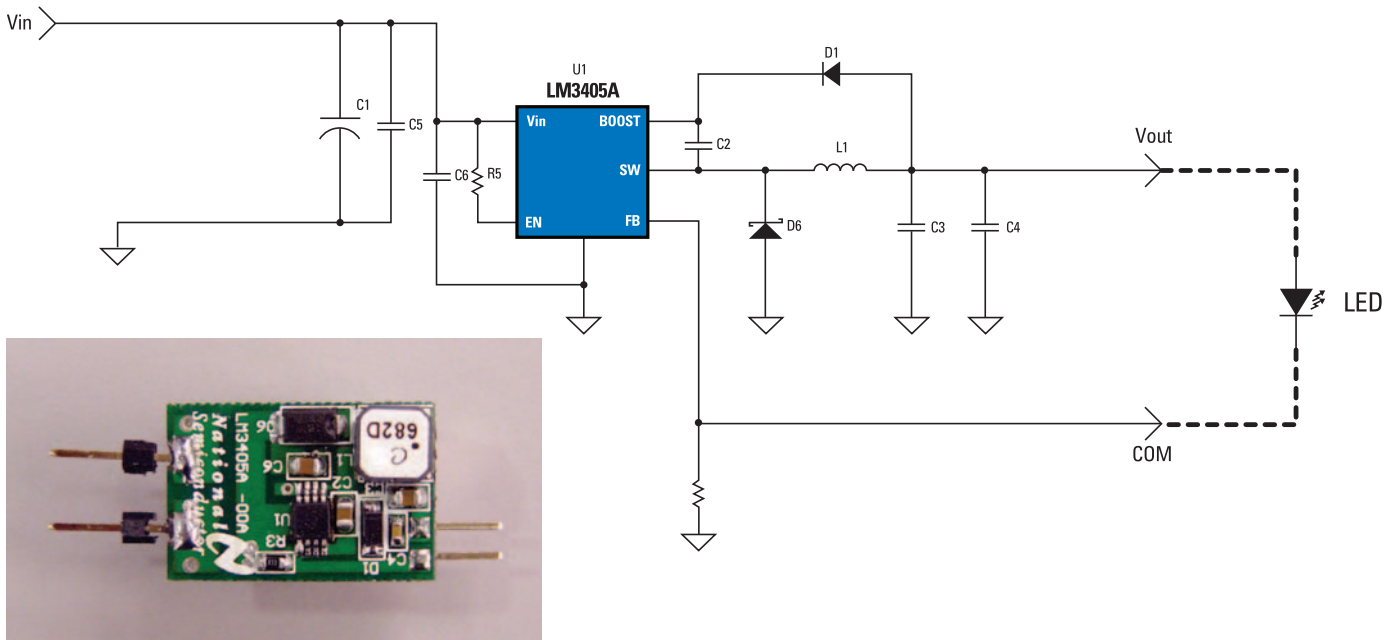 Vin
C1
C5
C6
R5
U1
LM3405A
Vin
BOOST
SW
EN
FB
D1
C2
L1
D6
C3
C4
Vout
LED
COM
National
Semiconductor
LM3405A -00A
D6
682D
C
L1
C6
C2
U1
R3
D1
C4